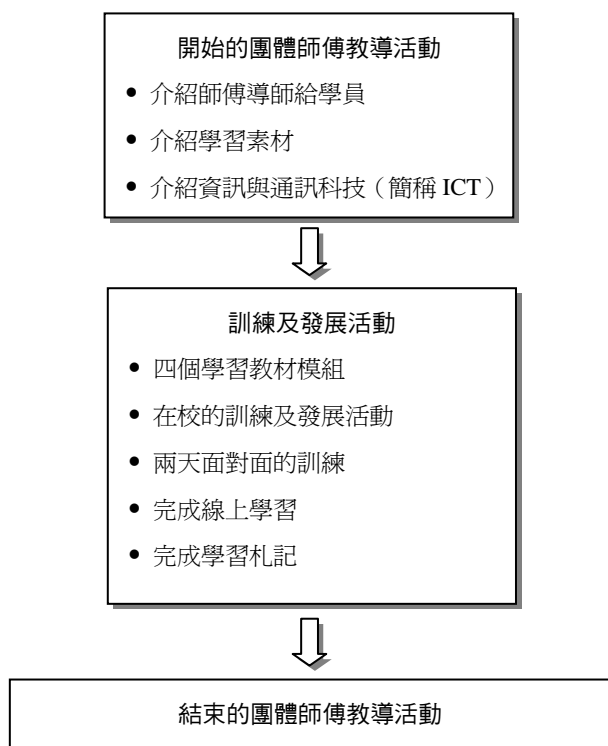 開始的團體師傅教導活動
• 介紹師傅導師給學員
• 介紹學習素材
• 介紹資訊與通訊科技（簡稱 ICT）
訓練及發展活動
• 四個學習教材模組
• 在校的訓練及發展活動
• 兩天面對面的訓練
• 完成線上學習
• 完成學習札記
結束的團體師傅教導活動